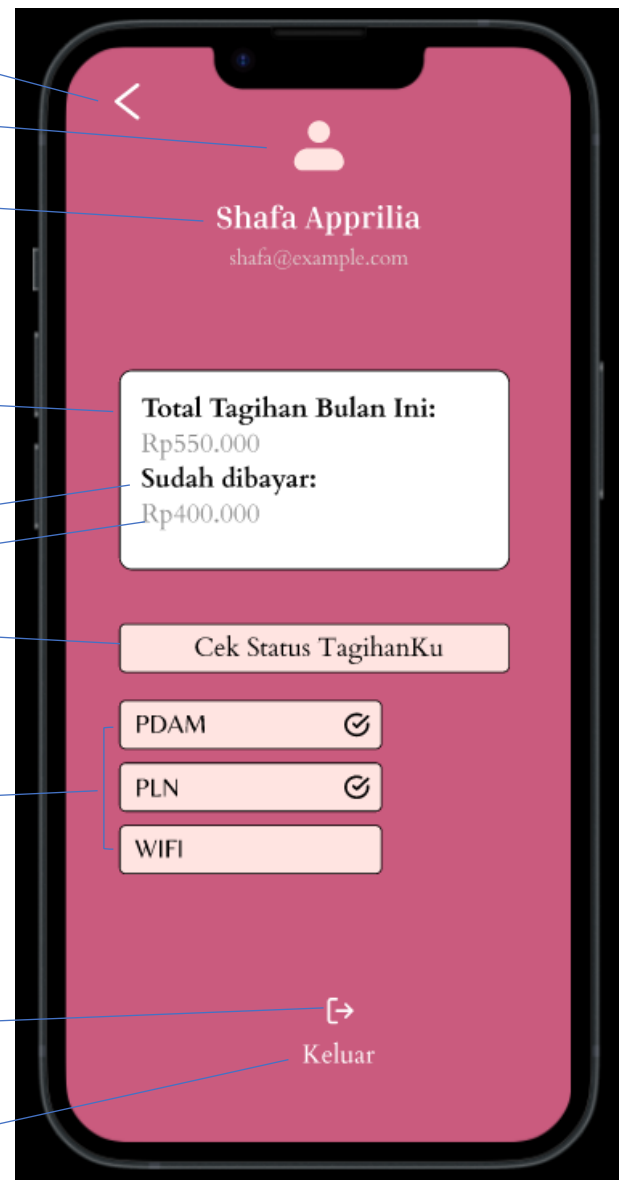 Shafa Apprilia
shafa@example.com
Total Tagihan Bulan Ini:
Rp550.000
Sudah dibayar:
Rp400.000
Cek Status TagihanKu
PDAM
PLN
WIFI
Keluar